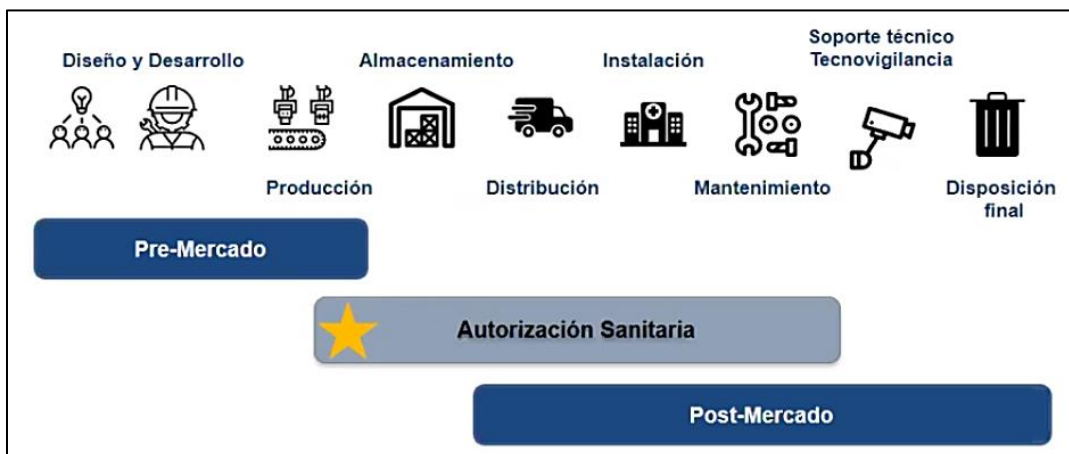 Diseño y Desarrollo
Producción
Almacenamiento
Distribución
Instalación
Mantenimiento
Soporte técnico
Tecnovigilancia
Disposición
final
Pre-Mercado
Autorización Sanitaria
Post-Mercado